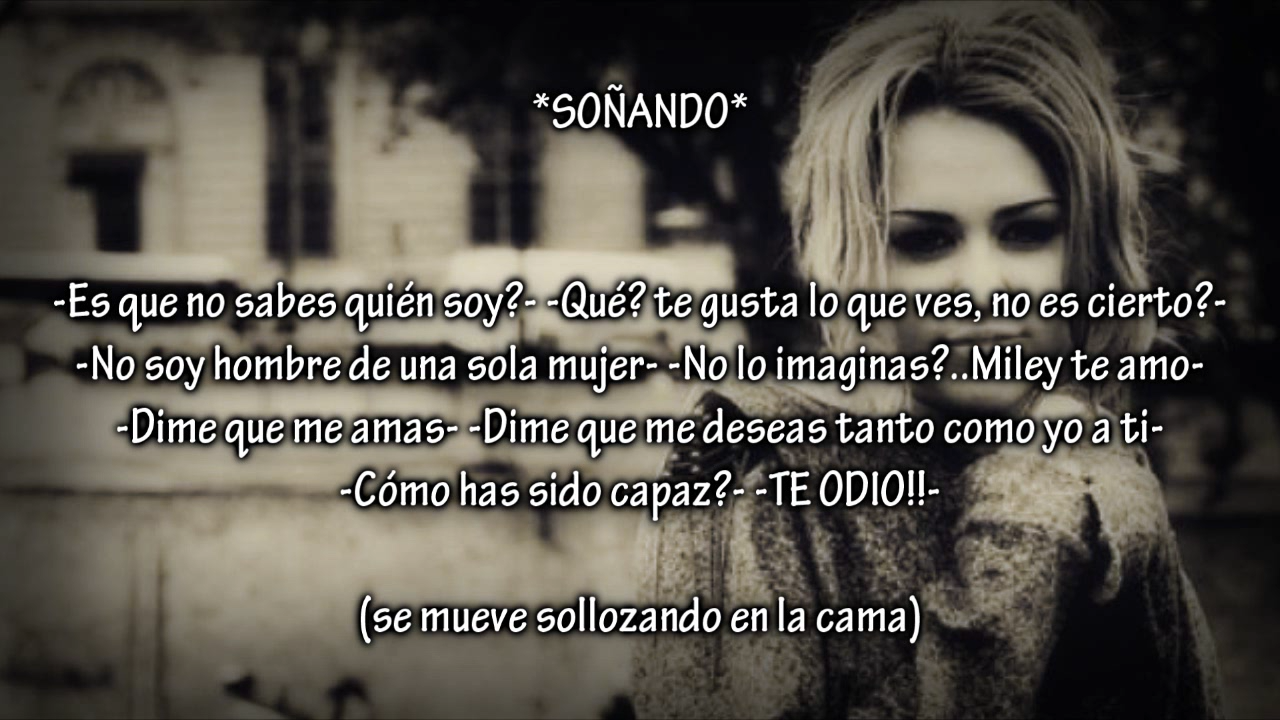 *SOÑANDO*
-Es que no sabes quién soy?- -Qué? te gusta lo que ves, no es cierto?-
-No soy hombre de una sola mujer- -No lo imaginas?..Miley te amo-
-Dime que me amas- -Dime que me deseas tanto como yo a ti-
-Cómo has sido capaz?- -TE ODIO!!-
(se mueve sollozando en la cama)